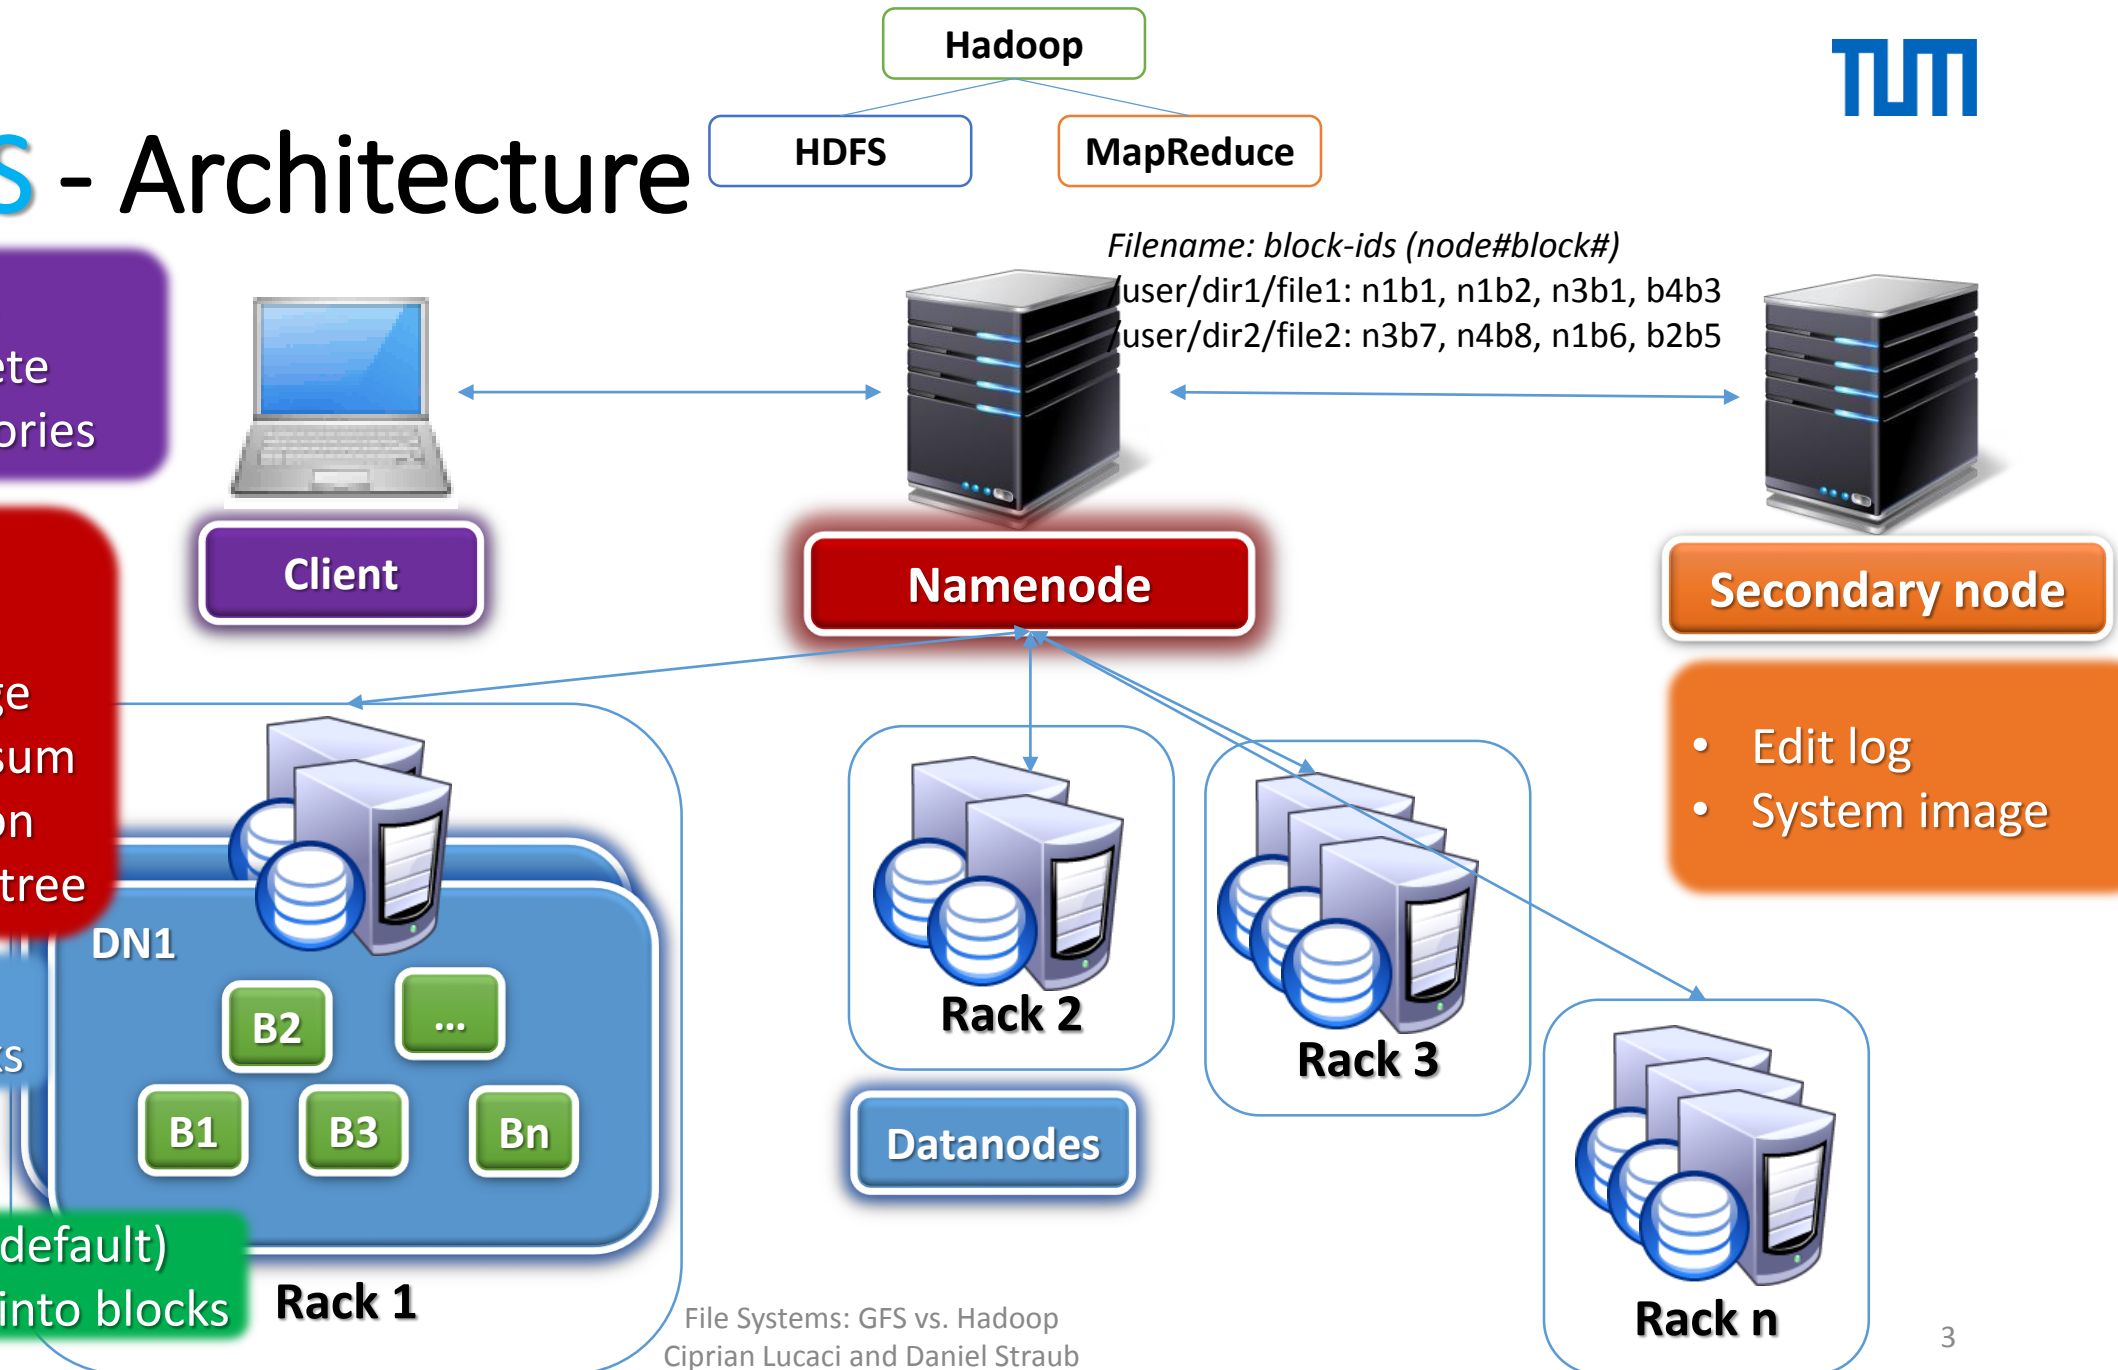 Hadoop
TUM
HDFS
MapReduce
S - Architecture
Filename: block-ids (node#block#)
/user/dir1/file1: n1b1, n1b2, n3b1, b4b3
/user/dir2/file2: n3b7, n4b8, n1b6, b2b5
ete
ories
Client
Namenode
Secondary node
ge
sum
on
tree
• Edit log
• System image
DN1
B2
...
ks
B1
B3
Bn
Rack 2
Rack 3
Datanodes
default)
into blocks
Rack 1
Rack n
File Systems: GFS vs. Hadoop
Ciprian Lucaci and Daniel Straub
3